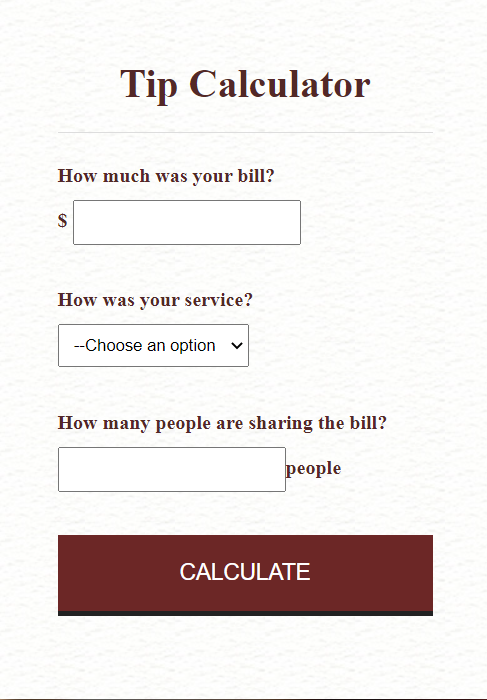 Tip Calculator
How much was your bill?
$
How was your service?
--Choose an option
How many people are sharing the bill?
people
CALCULATE